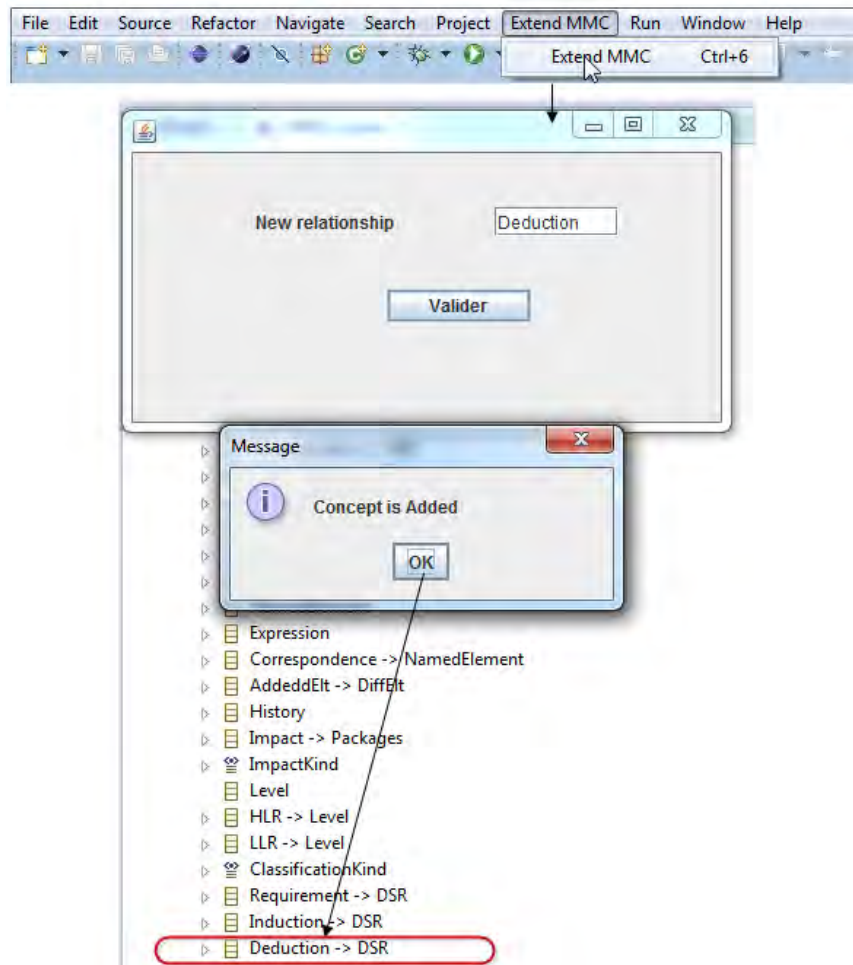 File Edit Source Refactor Navigate Search Project Extend MMC Run Window Help
Extend MMC Ctrl+6
New relationship Deduction
Valider
Message
Concept is Added
OK
Expression
Correspondence -> NamedElement
AddeddElt -> DiffElt
History
Impact -> Packages
ImpactKind
Level
HLR -> Level
LLR -> Level
ClassificationKind
Requirement -> DSR
Induction -> DSR
Deduction -> DSR